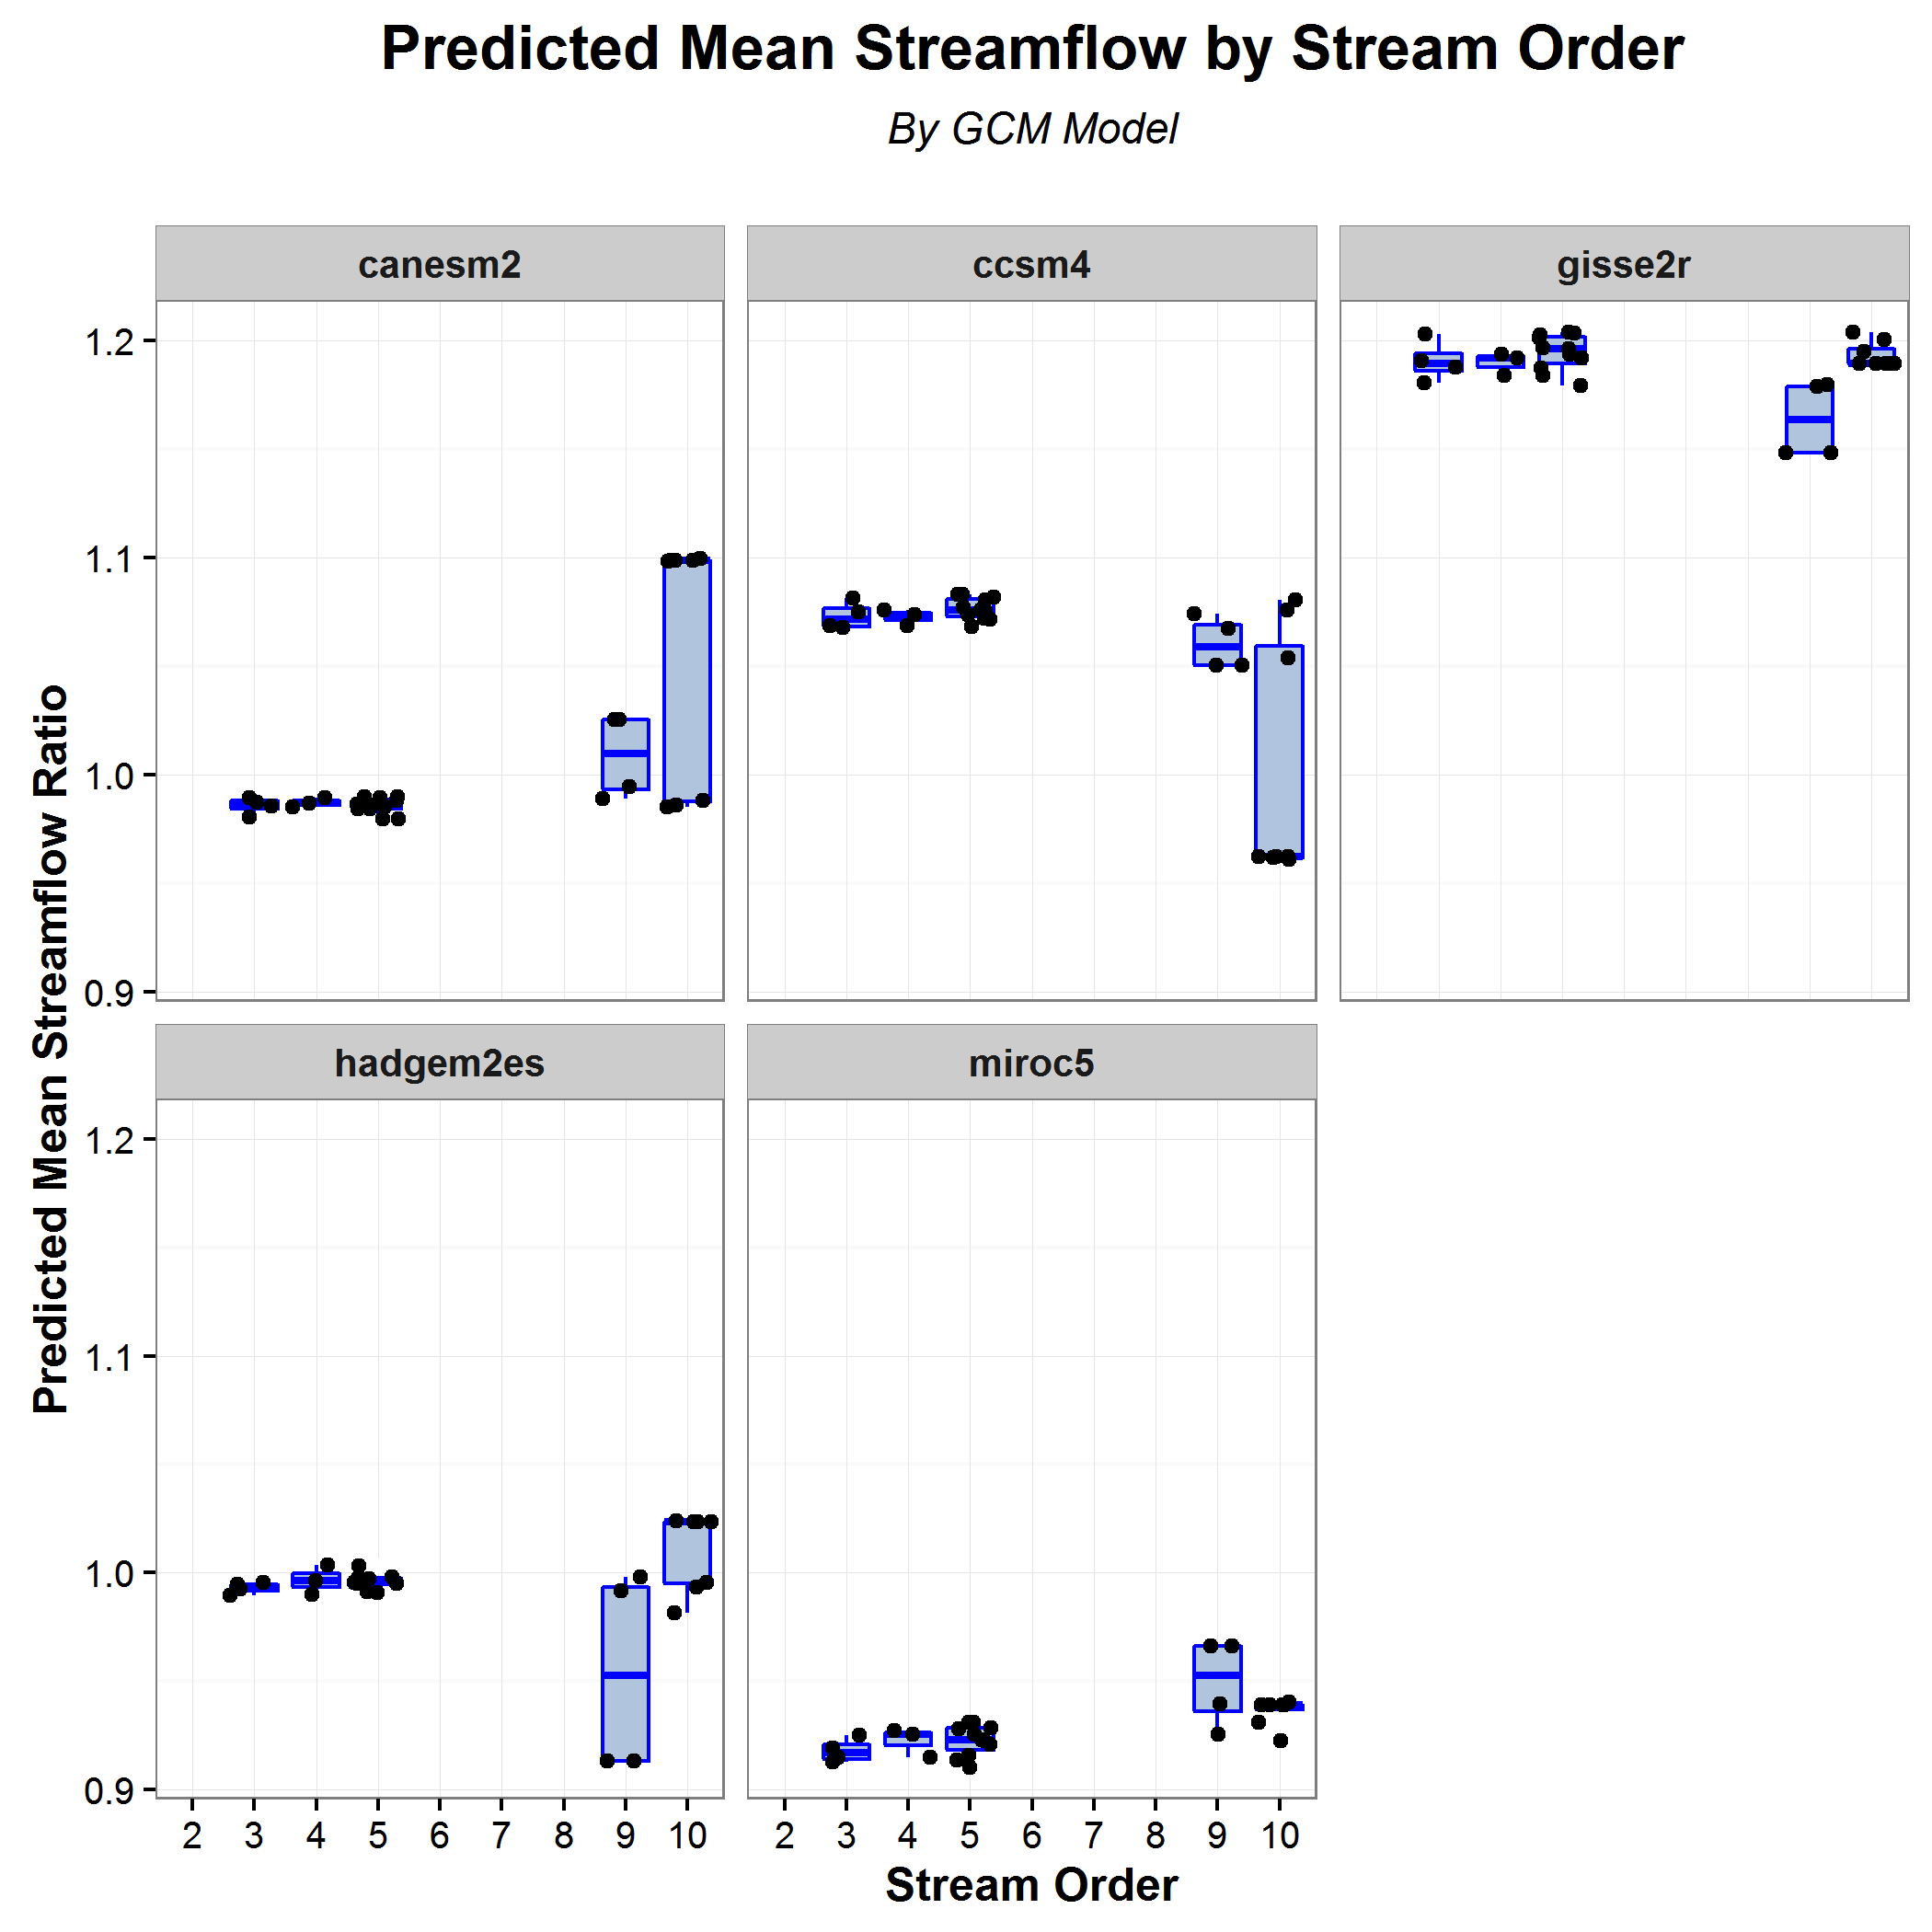 Predicted Mean Streamflow by Stream Order
By GCM Model
canesm2
ccsm4
gisse2r
1.2
1.1
1.0
0.9
Predicted Mean Streamflow Ratio
hadgem2es
miroc5
1.2
1.1
1.0
0.9
2 3 4 5 6 7 8 9 10
2 3 4 5 6 7 8 9 10
Stream Order